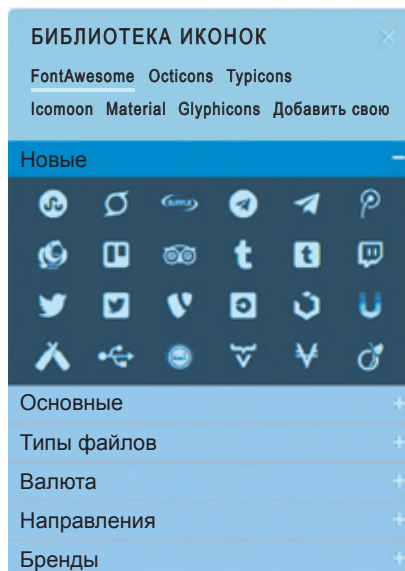 БИБЛИОТЕКА ИКОНОК
FontAwesome Octicons Typicons
Icomoon Material Glyphicons Добавить свою
Новые
Основные
Типы файлов
Валюта
Направления
Бренды